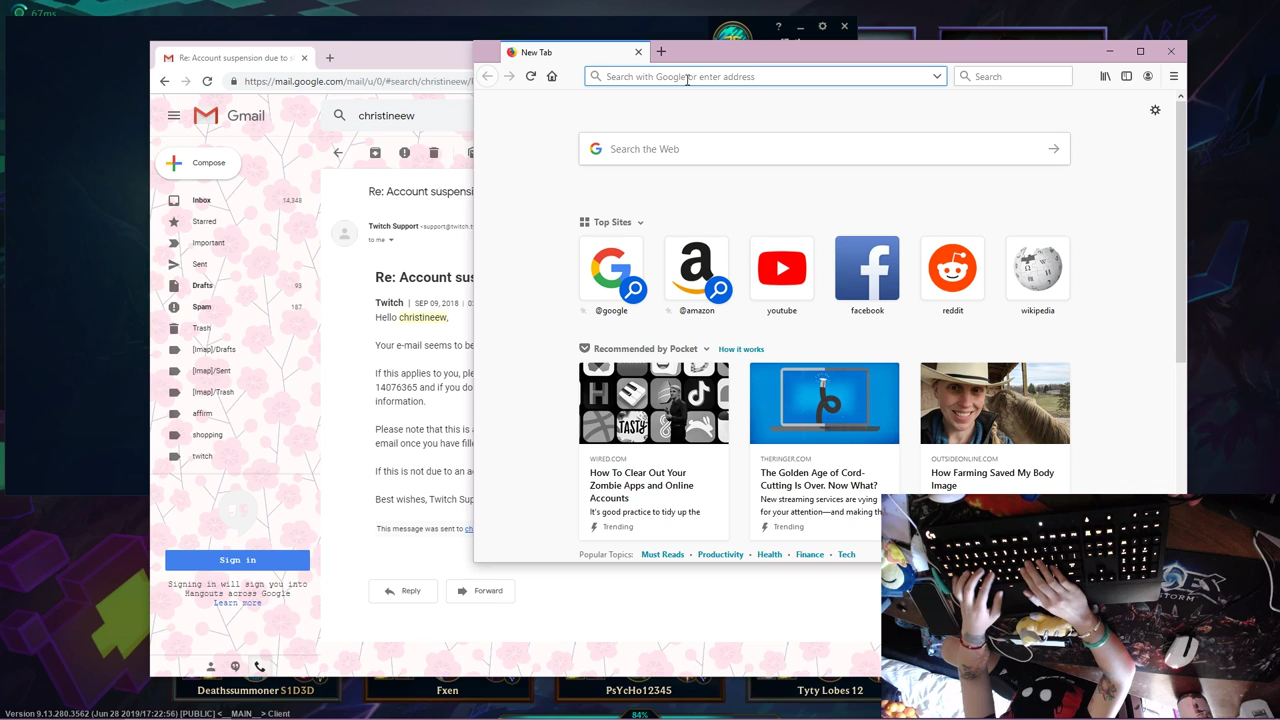 67ms
Re: Account suspension due to s
https://mail.google.com/mail/u/0/#search/christineew/
Gmail
christineew
Compose
Inbox 14,348
Starred
Important
Sent
Drafts 93
Spam 187
Trash
[Imap]/Drafts
[Imap]/Sent
[Imap]/Trash
affirm
shopping
twitch
Sign in
Signing in will sign you into
Hangouts across Google
Learn more
Re: Account suspensi
Twitch Support <support@twitch.t
to me
Re: Account sus
Twitch | SEP 09, 2018 | 0
Hello christineew,
Your e-mail seems to be
If this applies to you, ple
14076365 and if you do
information.
Please note that this is a
email once you have fille
If this is not due to an a
Best wishes, Twitch Sup
This message was sent to ch
Reply Forward
New Tab
Search with Google or enter address
Search
Search the Web
Top Sites
@google @amazon youtube facebook reddit wikipedia
Recommended by Pocket How it works
TASTY
WIRED.COM
How To Clear Out Your
Zombie Apps and Online
Accounts
It's good practice to tidy up the
Trending
THERINGER.COM
The Golden Age of Cord-
Cutting Is Over. Now What?
New streaming services are vying
for your attention—and making th
Trending
OUTSIDEONLINE.COM
How Farming Saved My Body
Image
Popular Topics: Must Reads • Productivity • Health • Finance • Tech
STORM
Deathssummoner S1D3D Fxen PsYcHo12345 Tyty Lobes 12
84%
Version 9.13.280.3562 (Jun 28 2019/17:22:56) [PUBLIC] <__MAIN__> Client